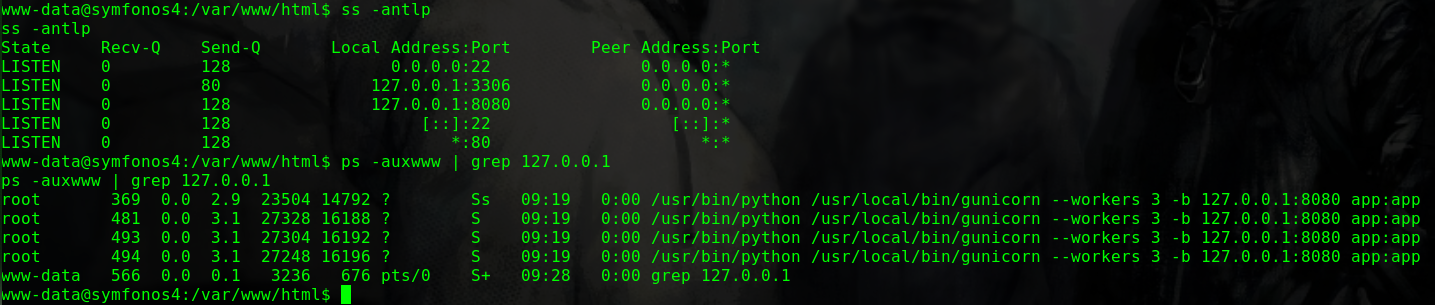 www-data@symfonos4:/var/www/html$ ss -antlp
ss -antlp
State     Recv-Q    Send-Q       Local Address:Port        Peer Address:Port
LISTEN    0         128                0.0.0.0:22               0.0.0.0:*
LISTEN    0         80               127.0.0.1:3306             0.0.0.0:*
LISTEN    0         128              127.0.0.1:8080             0.0.0.0:*
LISTEN    0         128                   [::]:22                  [::]:*
LISTEN    0         128                      *:80                     *:*
www-data@symfonos4:/var/www/html$ ps -auxwww | grep 127.0.0.1
ps -auxwww | grep 127.0.0.1
root       369  0.0  2.9  23504 14792 ?        Ss   09:19   0:00 /usr/bin/python /usr/local/bin/gunicorn --workers 3 -b 127.0.0.1:8080 app:app
root       481  0.0  3.1  27328 16188 ?        S    09:19   0:00 /usr/bin/python /usr/local/bin/gunicorn --workers 3 -b 127.0.0.1:8080 app:app
root       493  0.0  3.1  27304 16192 ?        S    09:19   0:00 /usr/bin/python /usr/local/bin/gunicorn --workers 3 -b 127.0.0.1:8080 app:app
root       494  0.0  3.1  27248 16196 ?        S    09:19   0:00 /usr/bin/python /usr/local/bin/gunicorn --workers 3 -b 127.0.0.1:8080 app:app
www-data   566  0.0  0.1   3236   676 pts/0    S+   09:28   0:00 grep 127.0.0.1
www-data@symfonos4:/var/www/html$